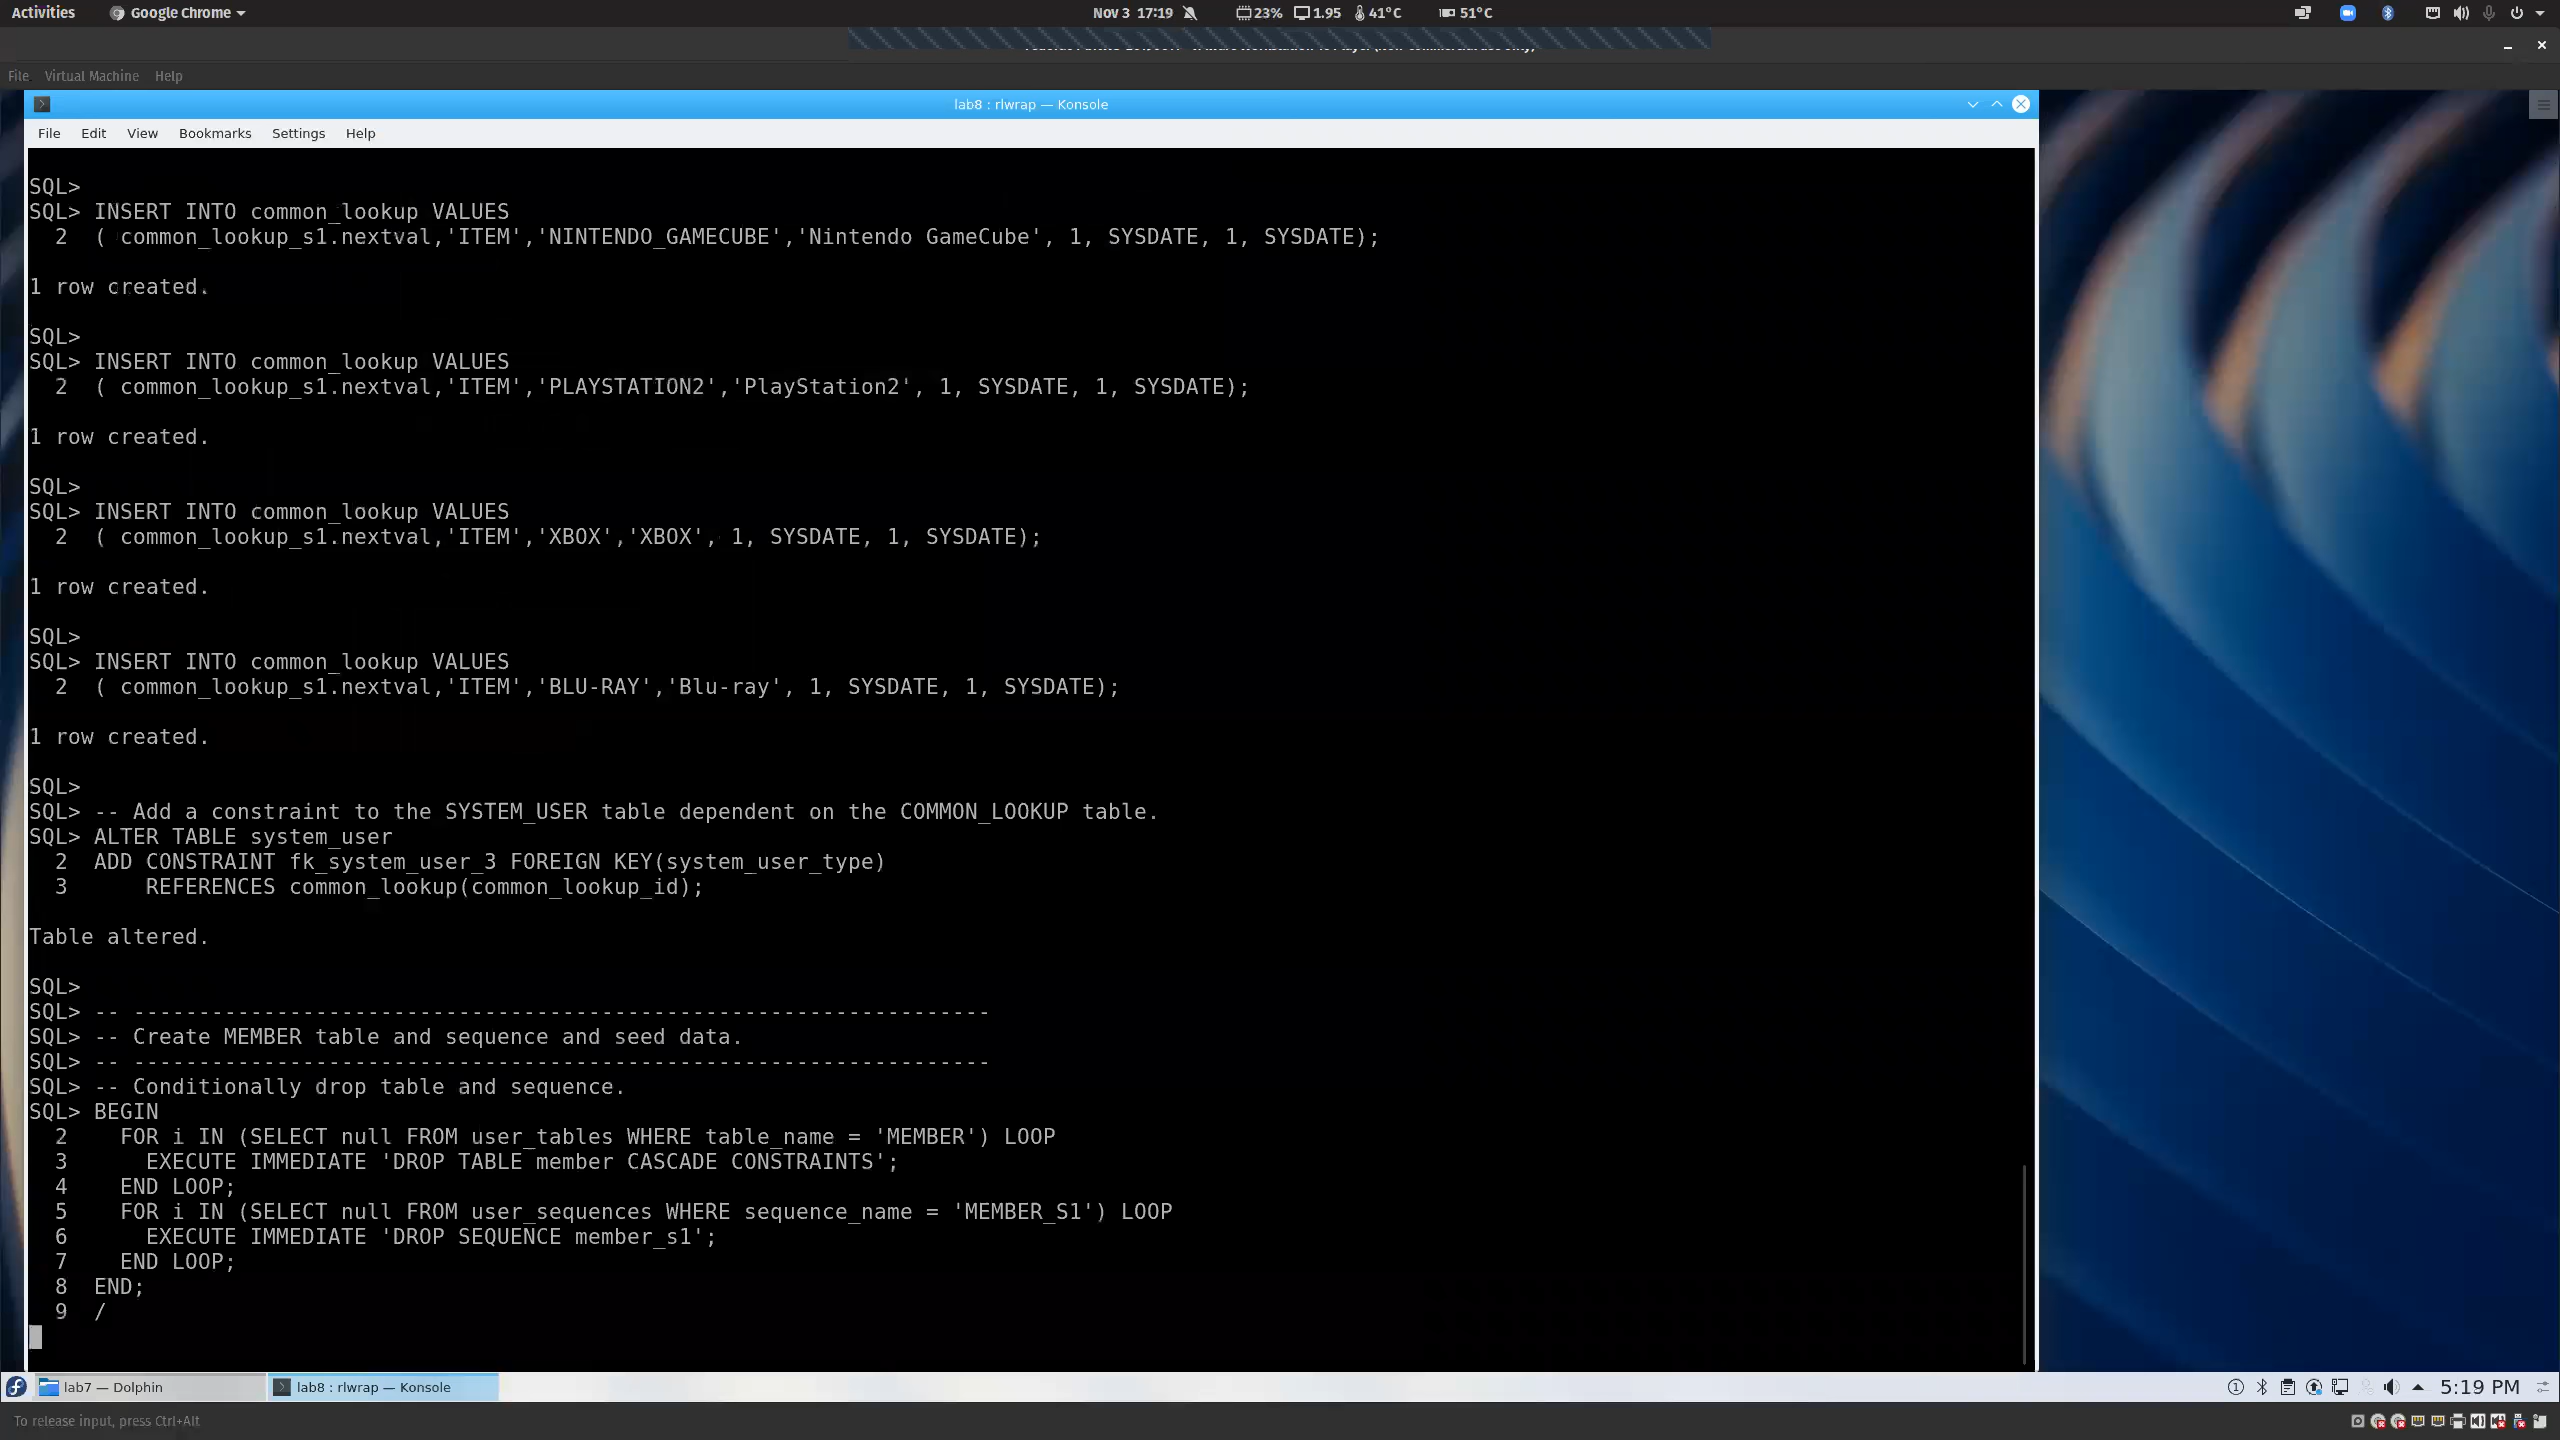 Activities Google Chrome Nov 3 17:19 23% 1.95 41°C 51°C
File Virtual Machine Help
lab8 : rlwrap — Konsole
File Edit View Bookmarks Settings Help
SQL>
SQL> INSERT INTO common_lookup VALUES
2 ( common_lookup_s1.nextval,'ITEM','NINTENDO_GAMECUBE','Nintendo GameCube', 1, SYSDATE, 1, SYSDATE);
1 row created.
SQL>
SQL> INSERT INTO common_lookup VALUES
2 ( common_lookup_s1.nextval,'ITEM','PLAYSTATION2','PlayStation2', 1, SYSDATE, 1, SYSDATE);
1 row created.
SQL>
SQL> INSERT INTO common_lookup VALUES
2 ( common_lookup_s1.nextval,'ITEM','XBOX','XBOX', 1, SYSDATE, 1, SYSDATE);
1 row created.
SQL>
SQL> INSERT INTO common_lookup VALUES
2 ( common_lookup_s1.nextval,'ITEM','BLU-RAY','Blu-ray', 1, SYSDATE, 1, SYSDATE);
1 row created.
SQL>
SQL> -- Add a constraint to the SYSTEM_USER table dependent on the COMMON_LOOKUP table.
SQL> ALTER TABLE system_user
2 ADD CONSTRAINT fk_system_user_3 FOREIGN KEY(system_user_type)
3 REFERENCES common_lookup(common_lookup_id);
Table altered.
SQL>
SQL> -- ------------------------------------------------------------------
SQL> -- Create MEMBER table and sequence and seed data.
SQL> -- ------------------------------------------------------------------
SQL> -- Conditionally drop table and sequence.
SQL> BEGIN
2 FOR i IN (SELECT null FROM user_tables WHERE table_name = 'MEMBER') LOOP
3 EXECUTE IMMEDIATE 'DROP TABLE member CASCADE CONSTRAINTS';
4 END LOOP;
5 FOR i IN (SELECT null FROM user_sequences WHERE sequence_name = 'MEMBER_S1') LOOP
6 EXECUTE IMMEDIATE 'DROP SEQUENCE member_s1';
7 END LOOP;
8 END;
9 /
lab7 — Dolphin lab8 : rlwrap — Konsole 5:19 PM
To release input, press Ctrl+Alt